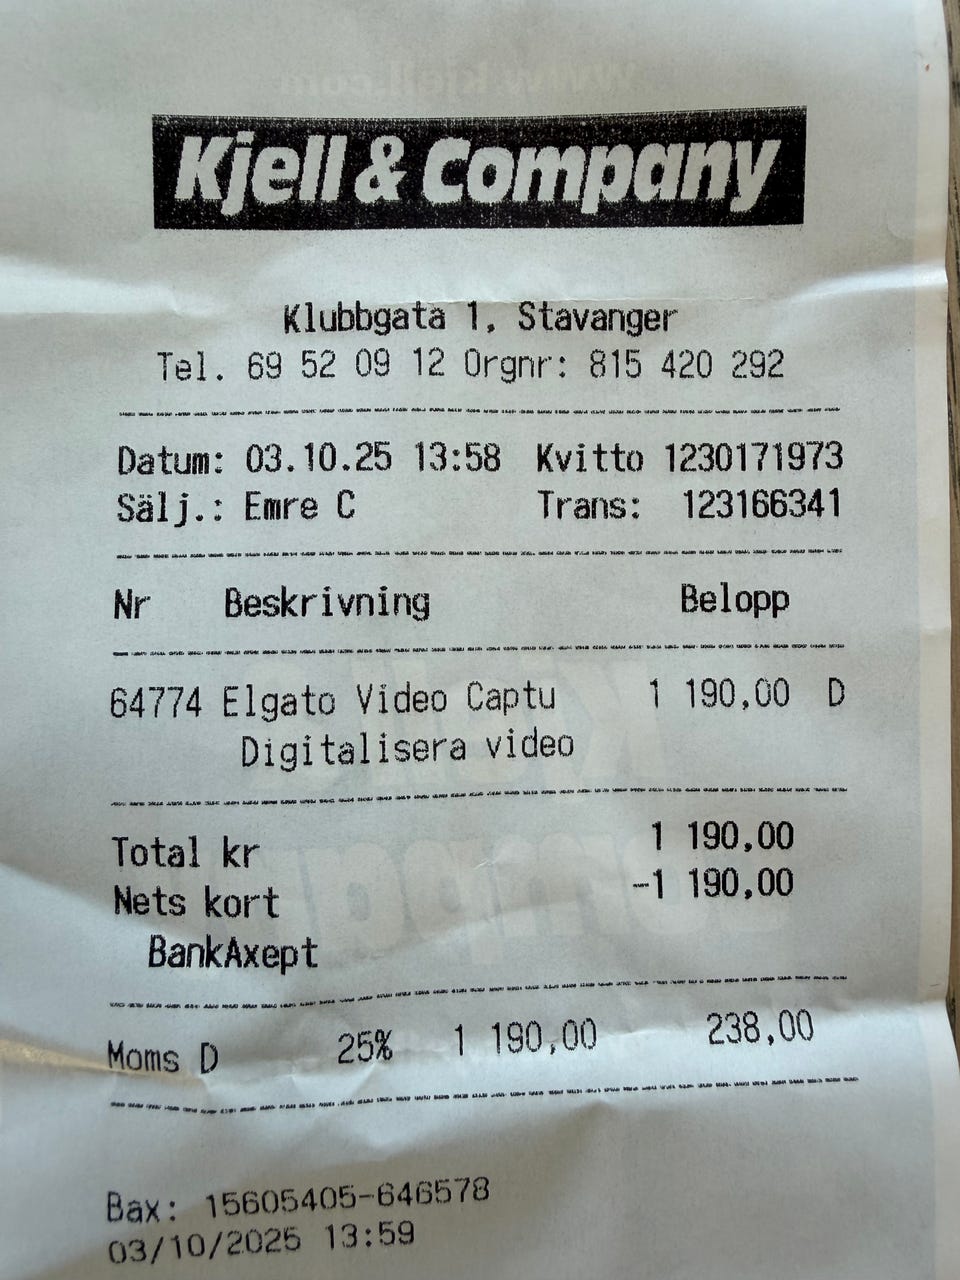 Kjell & Company
Klubbgata 1, Stavanger
Tel. 69 52 09 12 Orgnr: 815 420 292
Datum: 03.10.25 13:58 Kvitto 1230171973
Sälj.: Emre C Trans: 123166341
Nr Beskrivning Belopp
64774 Elgato Video Captu 1 190,00 D
Digitalisera video
Total kr 1 190,00
Nets kort -1 190,00
BankAxept
Moms D 25% 1 190,00 238,00
Bax: 15605405-646578
03/10/2025 13:59